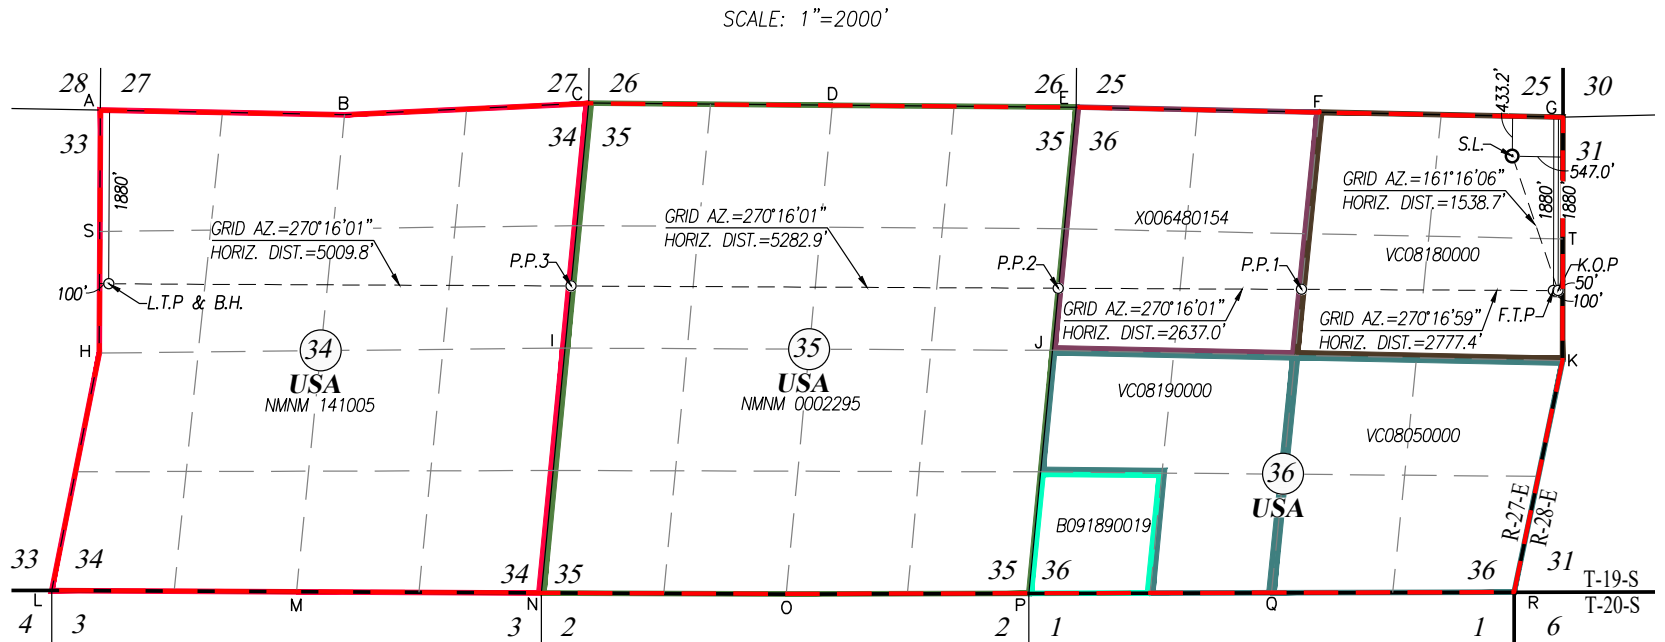 SCALE: 1"=2000'
28 27 27 26 26 25 25 30
A B C D E F G
33 34 35 35 36 31
433.2'
S.L.
547.0'
1880'
1880'
1880'
GRID AZ.=161°16'06"
HORIZ. DIST.=1538.7'
X006480154
GRID AZ.=270°16'01"
HORIZ. DIST.=5282.9'
S
GRID AZ.=270°16'01"
HORIZ. DIST.=5009.8'
T
VC08180000
P.P.3
P.P.2
P.P.1
K.O.P
50'
100'
100'
L.T.P & B.H.
F.T.P
GRID AZ.=270°16'01"
HORIZ. DIST.=2637.0'
GRID AZ.=270°16'59"
HORIZ. DIST.=2777.4'
H
I
J
K
34
USA
NMNM 141005
35
USA
NMNM 0002295
VC08190000
VC08050000
36
USA
B091890019
R-27-E
R-28-E
33 34 34 35 35 36 36 31
T-19-S
T-20-S
L M N O P Q R
4 3 3 2 2 1 1 6